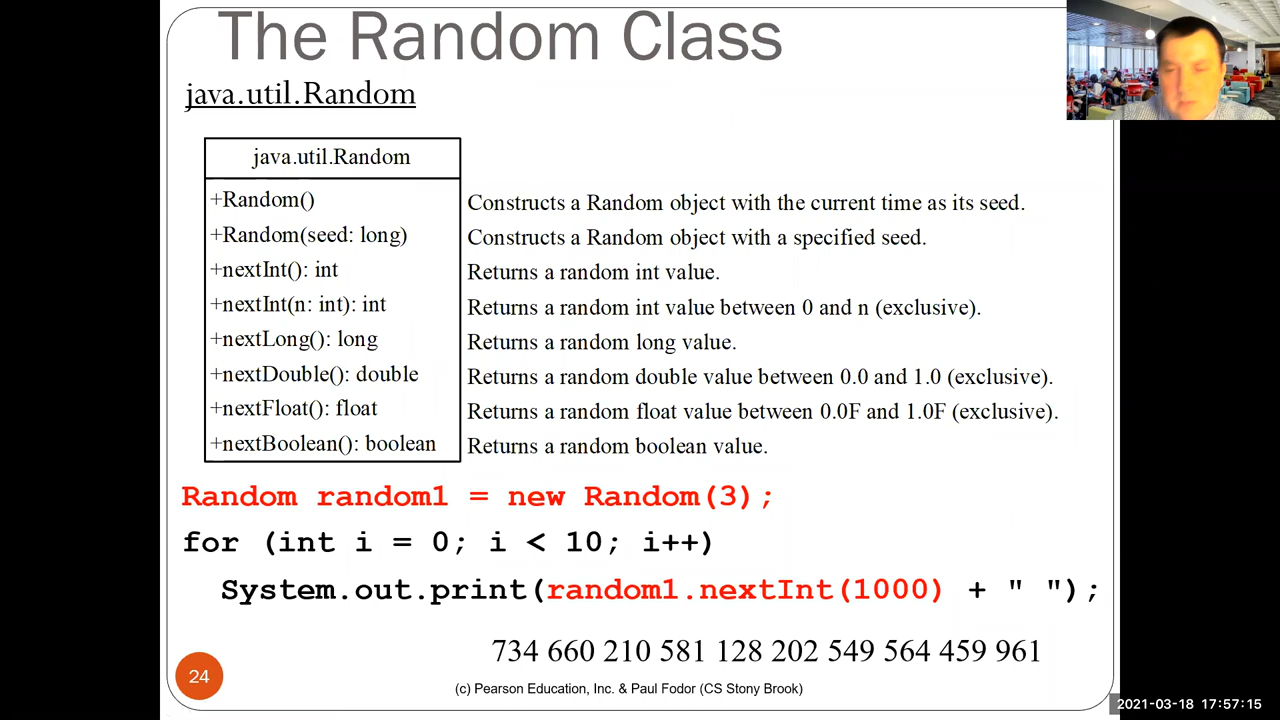 The Random Class
java.util.Random
java.util.Random
+Random()
Constructs a Random object with the current time as its seed.
+Random(seed: long)
Constructs a Random object with a specified seed.
+nextInt(): int
Returns a random int value.
+nextInt(n: int): int
Returns a random int value between 0 and n (exclusive).
+nextLong(): long
Returns a random long value.
+nextDouble(): double
Returns a random double value between 0.0 and 1.0 (exclusive).
+nextFloat(): float
Returns a random float value between 0.0F and 1.0F (exclusive).
+nextBoolean(): boolean
Returns a random boolean value.
Random random1 = new Random(3);
for (int i = 0; i < 10; i++)
System.out.print(random1.nextInt(1000) + " ");
734 660 210 581 128 202 549 564 459 961
24
(c) Pearson Education, Inc. & Paul Fodor (CS Stony Brook)
2021-03-18 17:57:15